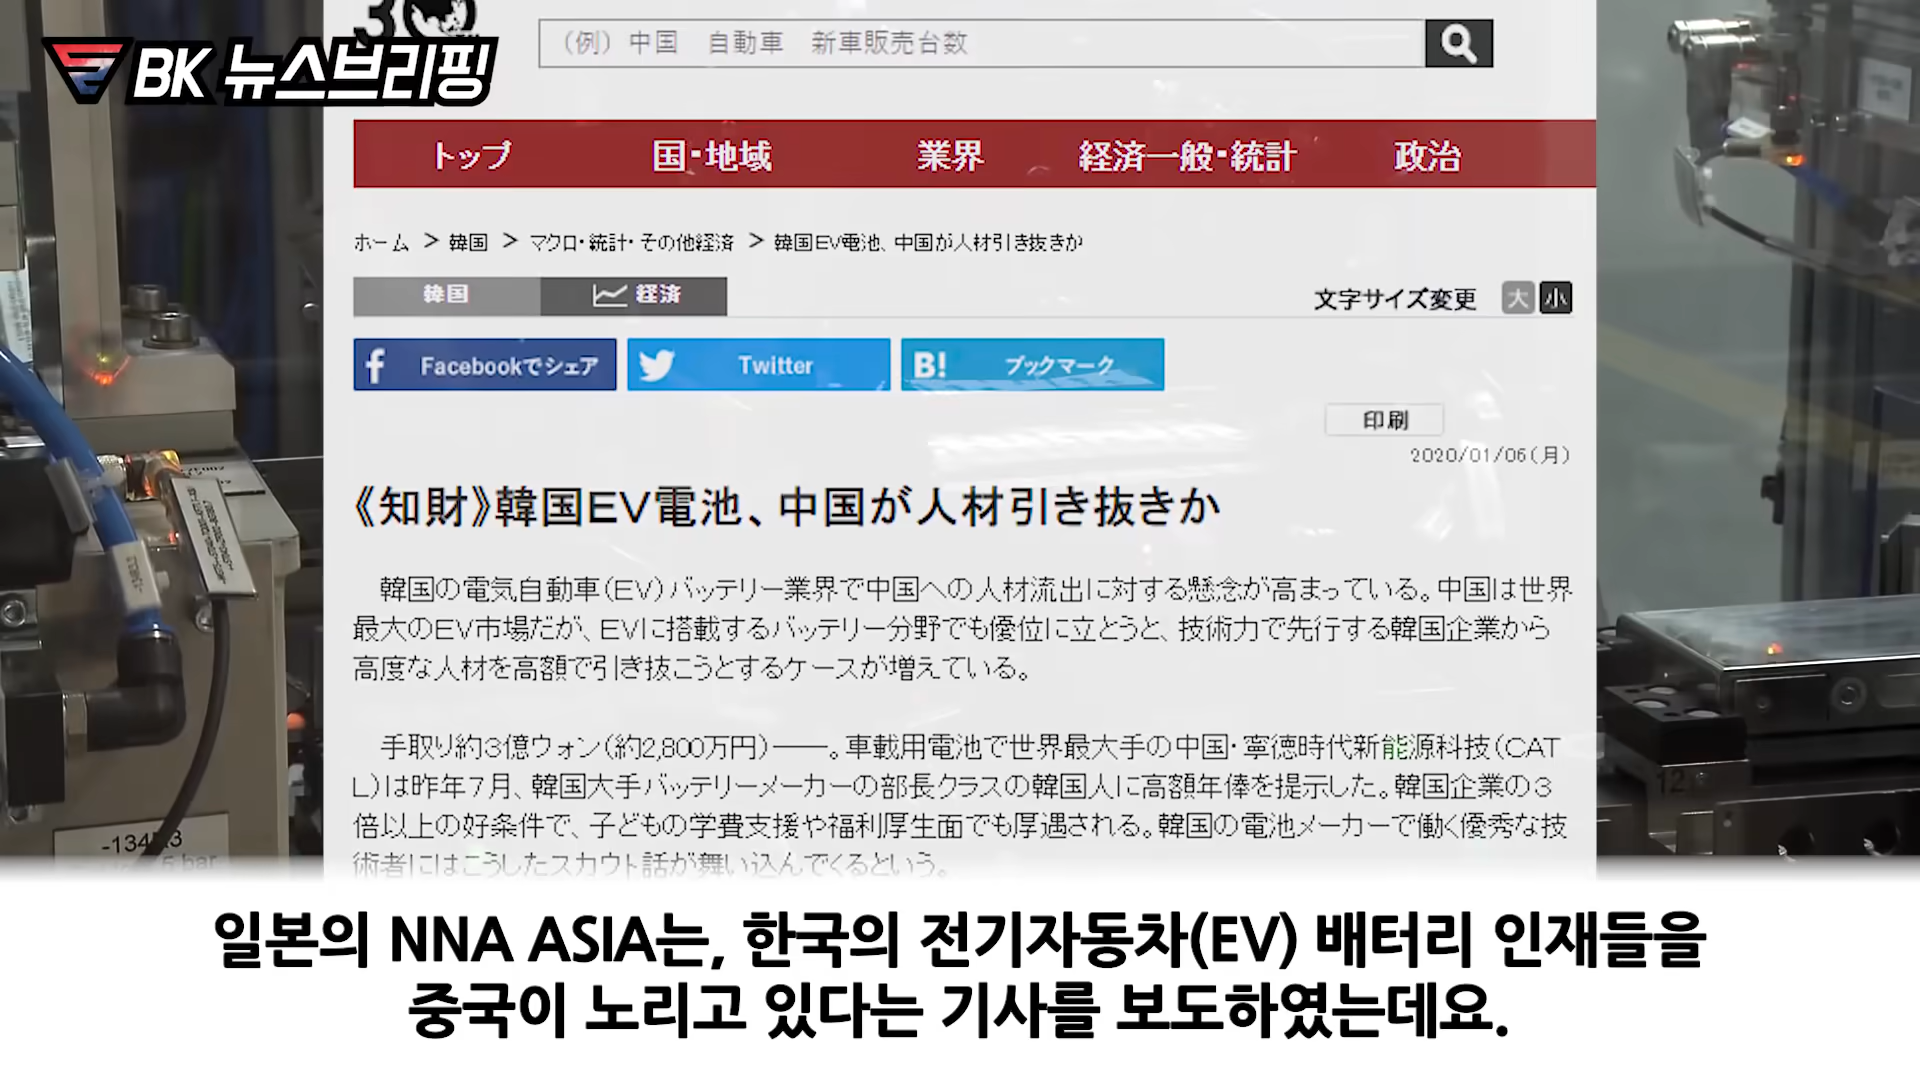 BK 뉴스브리핑
(例) 中国 自動車 新車販売台数
トップ 国・地域 業界 経済一般・統計 政治
ホーム > 韓国 > マクロ・統計・その他経済 > 韓国EV電池、中国が人材引き抜きか
韓国 経済
文字サイズ変更 大 小
Facebookでシェア Twitter B! ブックマーク
印刷
2020/01/06(月)
《知財》韓国EV電池、中国が人材引き抜きか
韓国の電気自動車(EV)バッテリー業界で中国への人材流出に対する懸念が高まっている。中国は世界
最大のEV市場だが、EVに搭載するバッテリー分野でも優位に立とうと、技術力で先行する韓国企業から
高度な人材を高額で引き抜こうとするケースが増えている。
手取り約3億ウォン(約2,800万円)――。車載用電池で世界最大手の中国・寧徳時代新能源科技(CAT
L)は昨年7月、韓国大手バッテリーメーカーの部長クラスの韓国人に高額年俸を提示した。韓国企業の3
倍以上の好条件で、子どもの学費支援や福利厚生面でも厚遇される。韓国の電池メーカーで働く優秀な技
術者にはこうしたスカウト話が舞い込んでくるという。
12
일본의 NNA ASIA는, 한국의 전기자동차(EV) 배터리 인재들을
중국이 노리고 있다는 기사를 보도하였는데요.